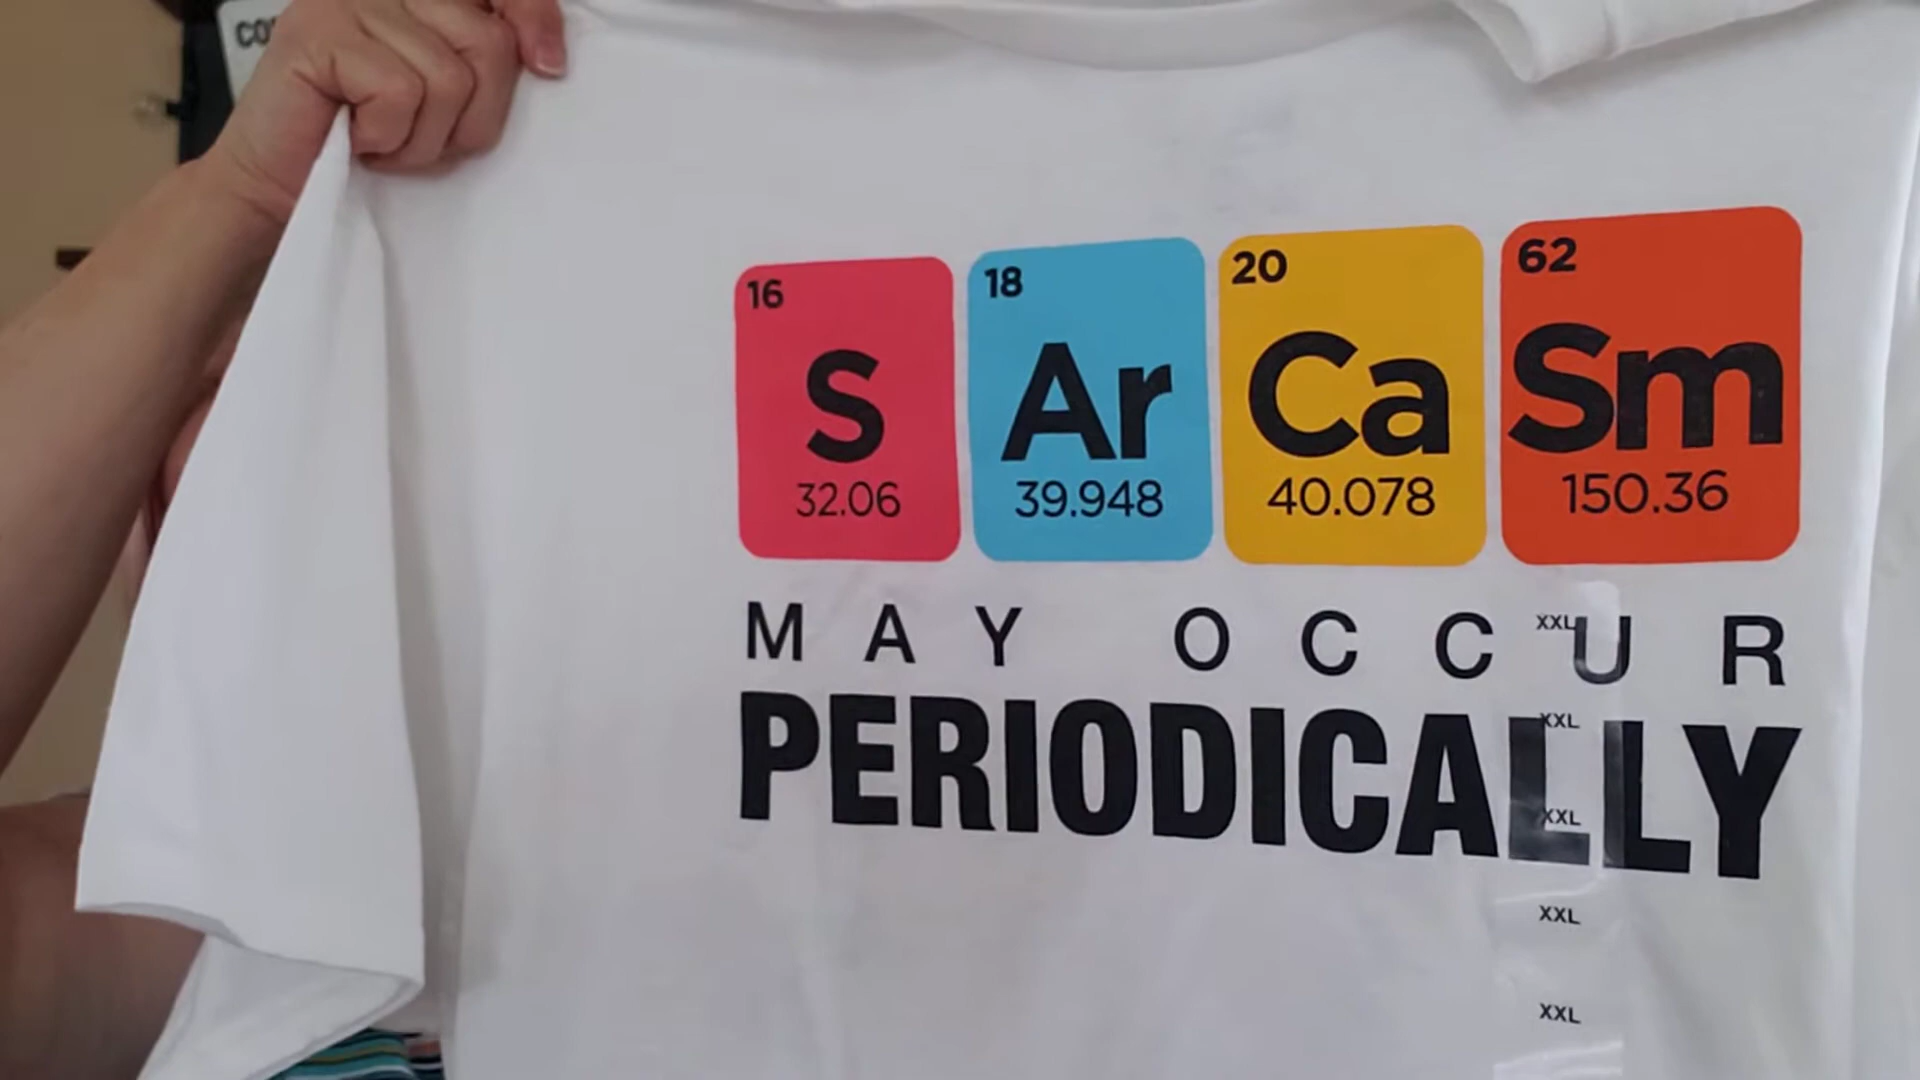 CO
16 18 20 62
S Ar Ca Sm
32.06 39.948 40.078 150.36
MAY OCCUR
PERIODICALLY
XXL
XXL
XXL
XXL
XXL